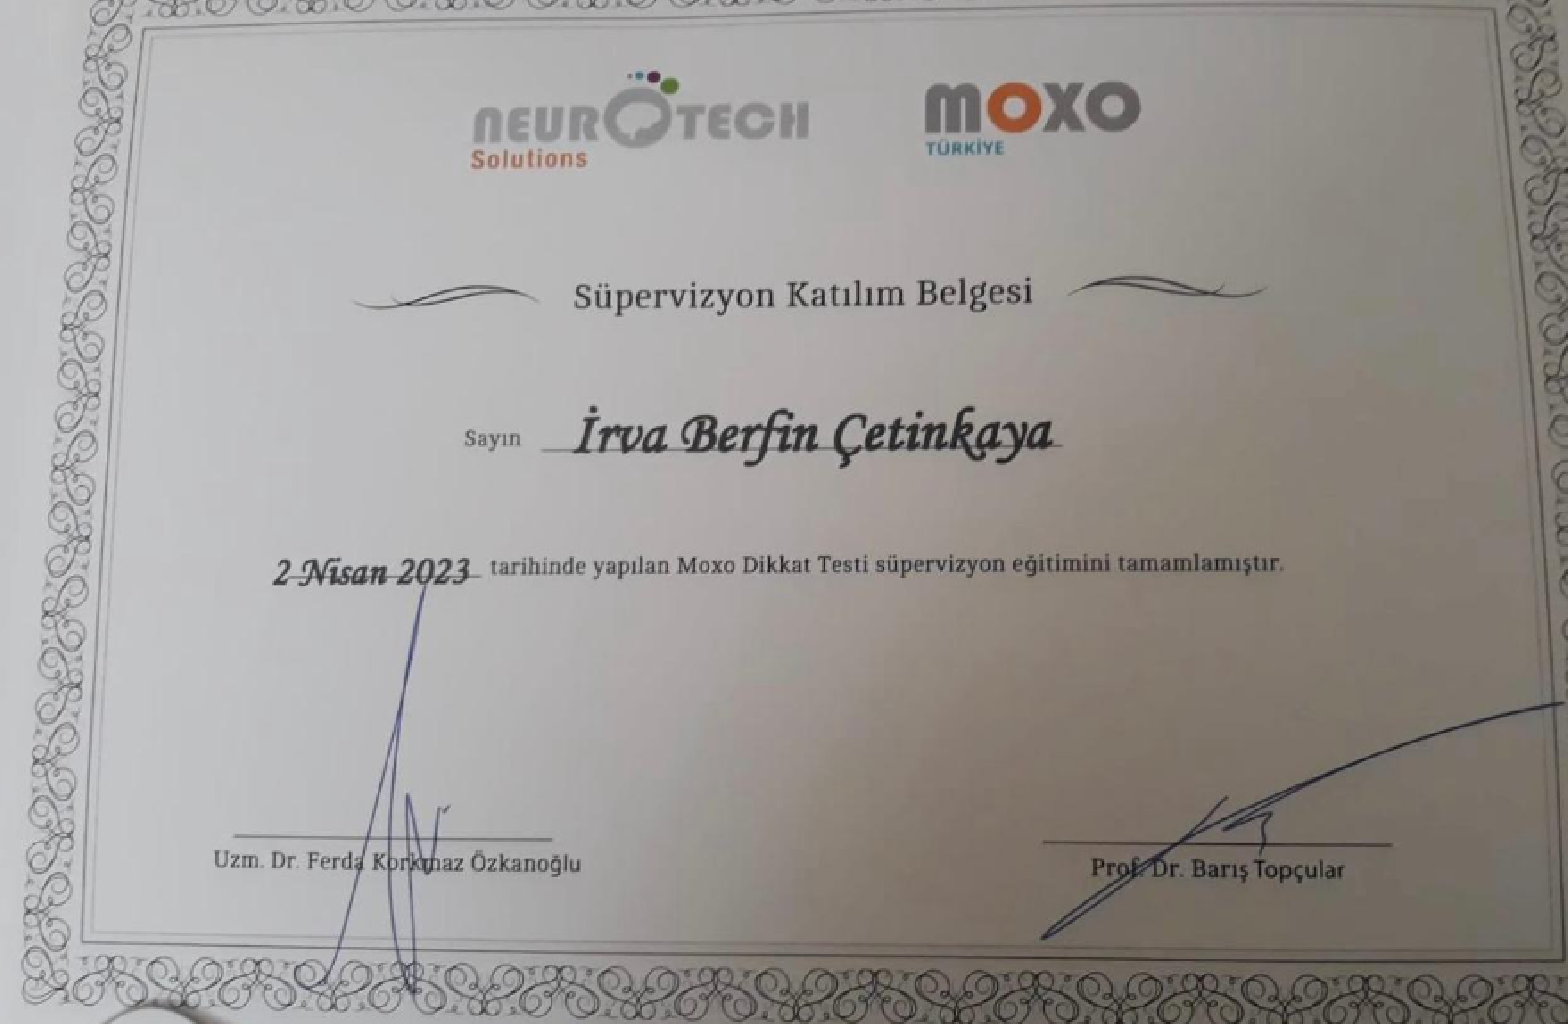 NEUROTECH
Solutions
MOXO
TÜRKİYE
Süpervizyon Katılım Belgesi
Sayın İrva Berfin Çetinkaya
2 Nisan 2023 tarihinde yapılan Moxo Dikkat Testi süpervizyon eğitimini tamamlamıştır.
Uzm. Dr. Ferda Korkmaz Özkanoğlu
Prof. Dr. Barış Topçular